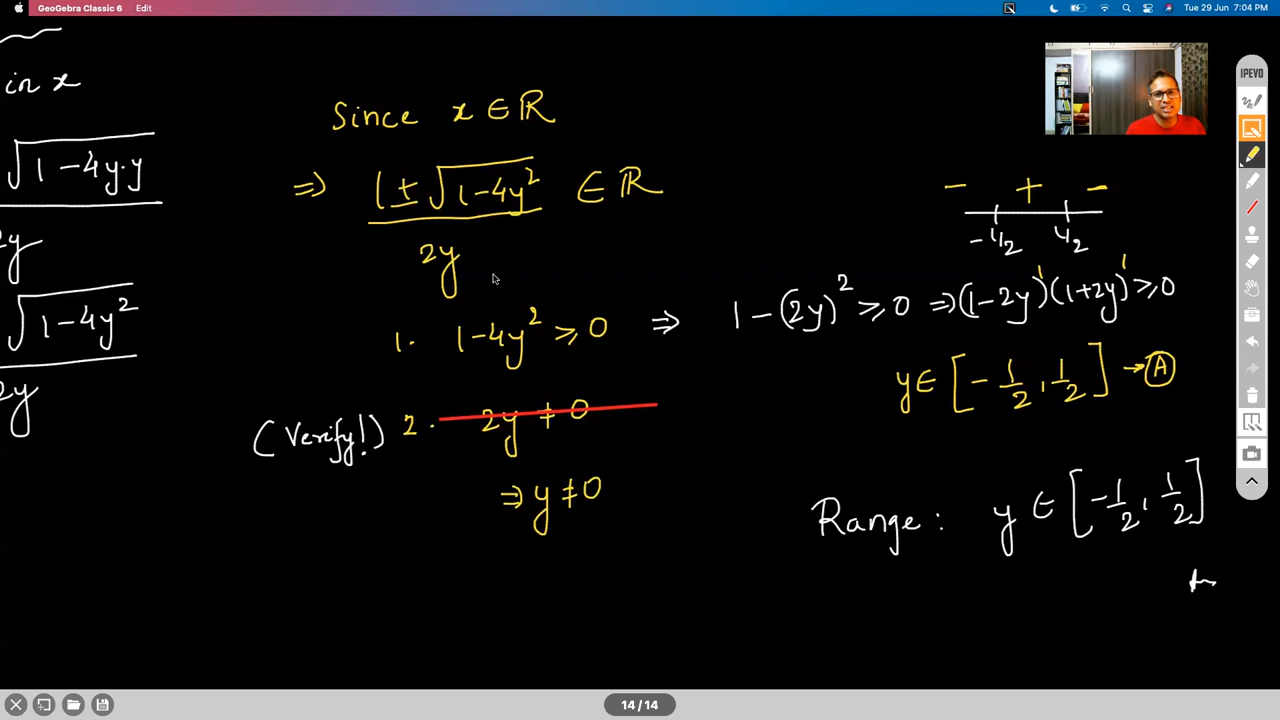 GeoGebra Classic 6 Edit
Tue 29 Jun 7:04 PM
IPEVO
in x
√(1-4y·y)
2y
√(1-4y²)
2y
Since x ∈ ℝ
⇒ (1 ± √(1-4y²))/2y ∈ ℝ
1. 1-4y² ≥ 0 ⇒ 1-(2y)² ≥ 0 ⇒ (1-2y)¹(1+2y)¹ ≥ 0
- + -
-1/2 1/2
y ∈ [-1/2, 1/2] → Ⓐ
(Verify!) 2. 2y ≠ 0
⇒ y ≠ 0
Range: y ∈ [-1/2, 1/2]
14 / 14